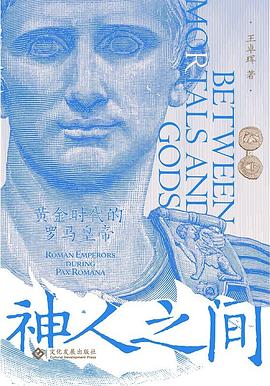 王卓珲 著
BETWEEN
MORTALS AND
GODS
黄金时代的
罗马皇帝
ROMAN EMPERORS
DURING
PAX ROMANA
神人之间
文化发展出版社
Cultural Development Press